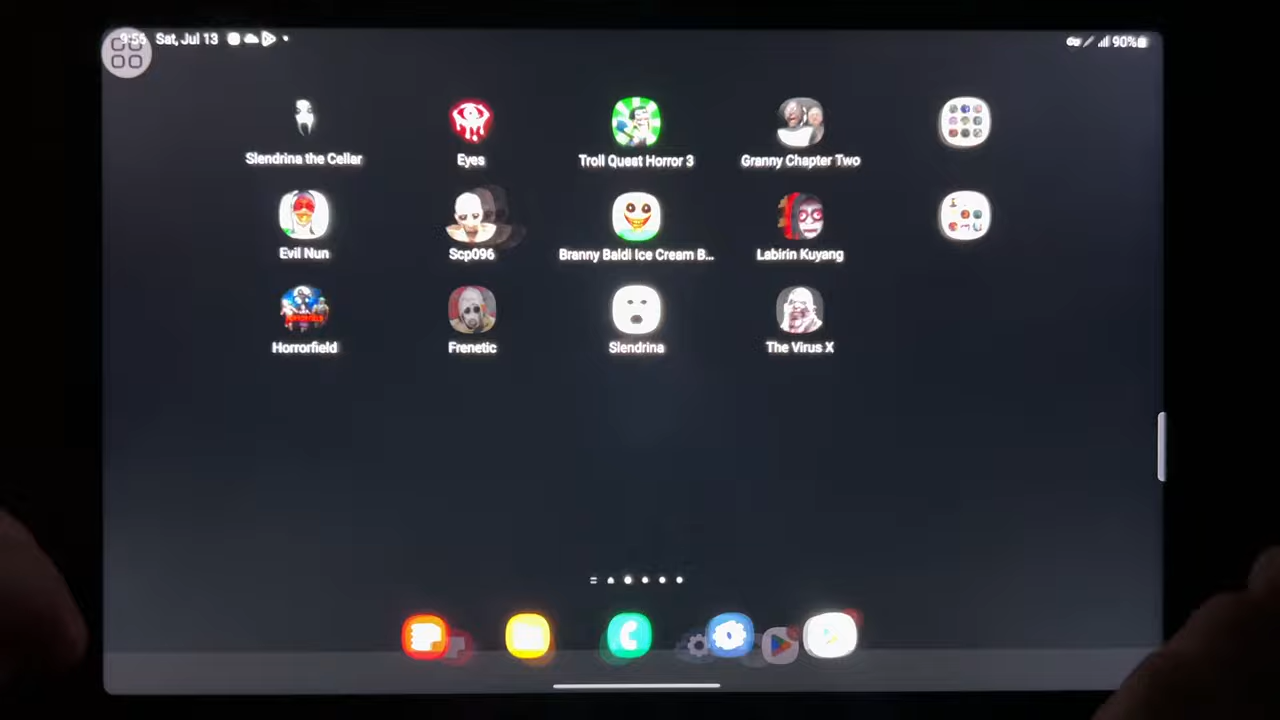 9:56 Sat, Jul 13
90%
Slendrina the Cellar
Eyes
Troll Quest Horror 3
Granny Chapter Two
Evil Nun
Scp096
Branny Baldi Ice Cream B...
Labirin Kuyang
Horrorfield
Frenetic
Slendrina
The Virus X